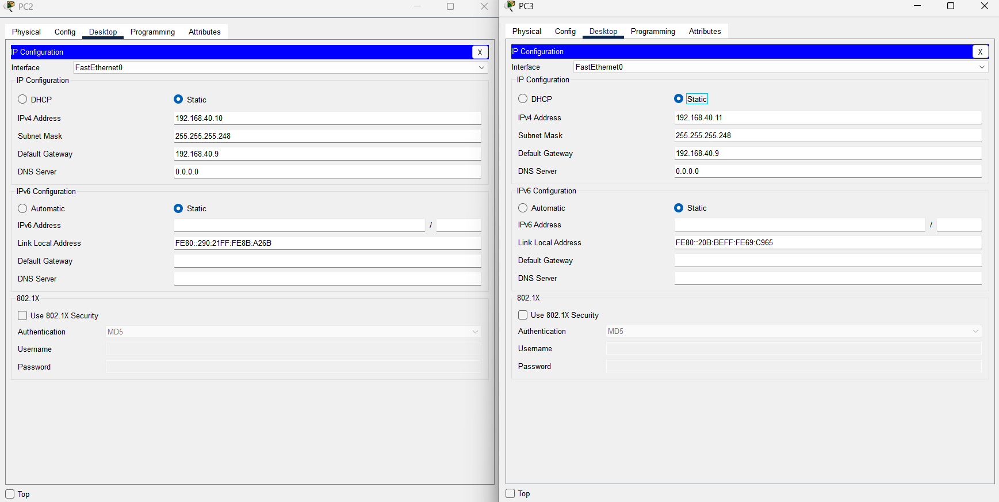 PC2
Physical Config Desktop Programming Attributes
IP Configuration X
Interface FastEthernet0
IP Configuration
DHCP Static
IPv4 Address 192.168.40.10
Subnet Mask 255.255.255.248
Default Gateway 192.168.40.9
DNS Server 0.0.0.0
IPv6 Configuration
Automatic Static
IPv6 Address /
Link Local Address FE80::290:21FF:FE8B:A26B
Default Gateway
DNS Server
802.1X
Use 802.1X Security
Authentication MD5
Username
Password
Top
PC3
Physical Config Desktop Programming Attributes
IP Configuration X
Interface FastEthernet0
IP Configuration
DHCP Static
IPv4 Address 192.168.40.11
Subnet Mask 255.255.255.248
Default Gateway 192.168.40.9
DNS Server 0.0.0.0
IPv6 Configuration
Automatic Static
IPv6 Address /
Link Local Address FE80::20B:BEFF:FE69:C965
Default Gateway
DNS Server
802.1X
Use 802.1X Security
Authentication MD5
Username
Password
Top